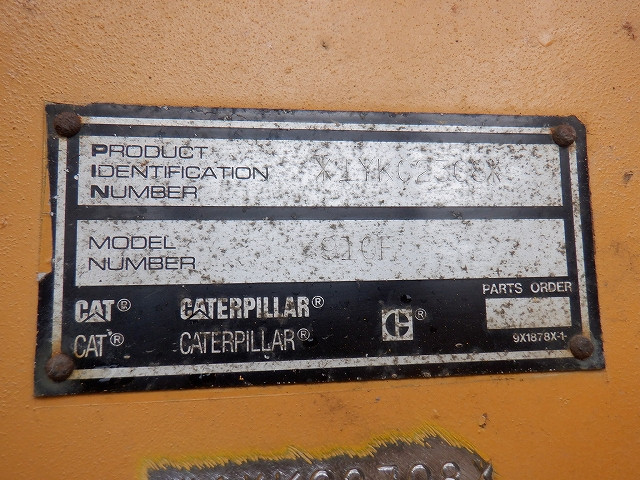 PRODUCT
IDENTIFICATION
NUMBER
MODEL
NUMBER
PARTS ORDER
CAT® CATERPILLAR®
CAT® CATERPILLAR® ®
9X1878X-1-